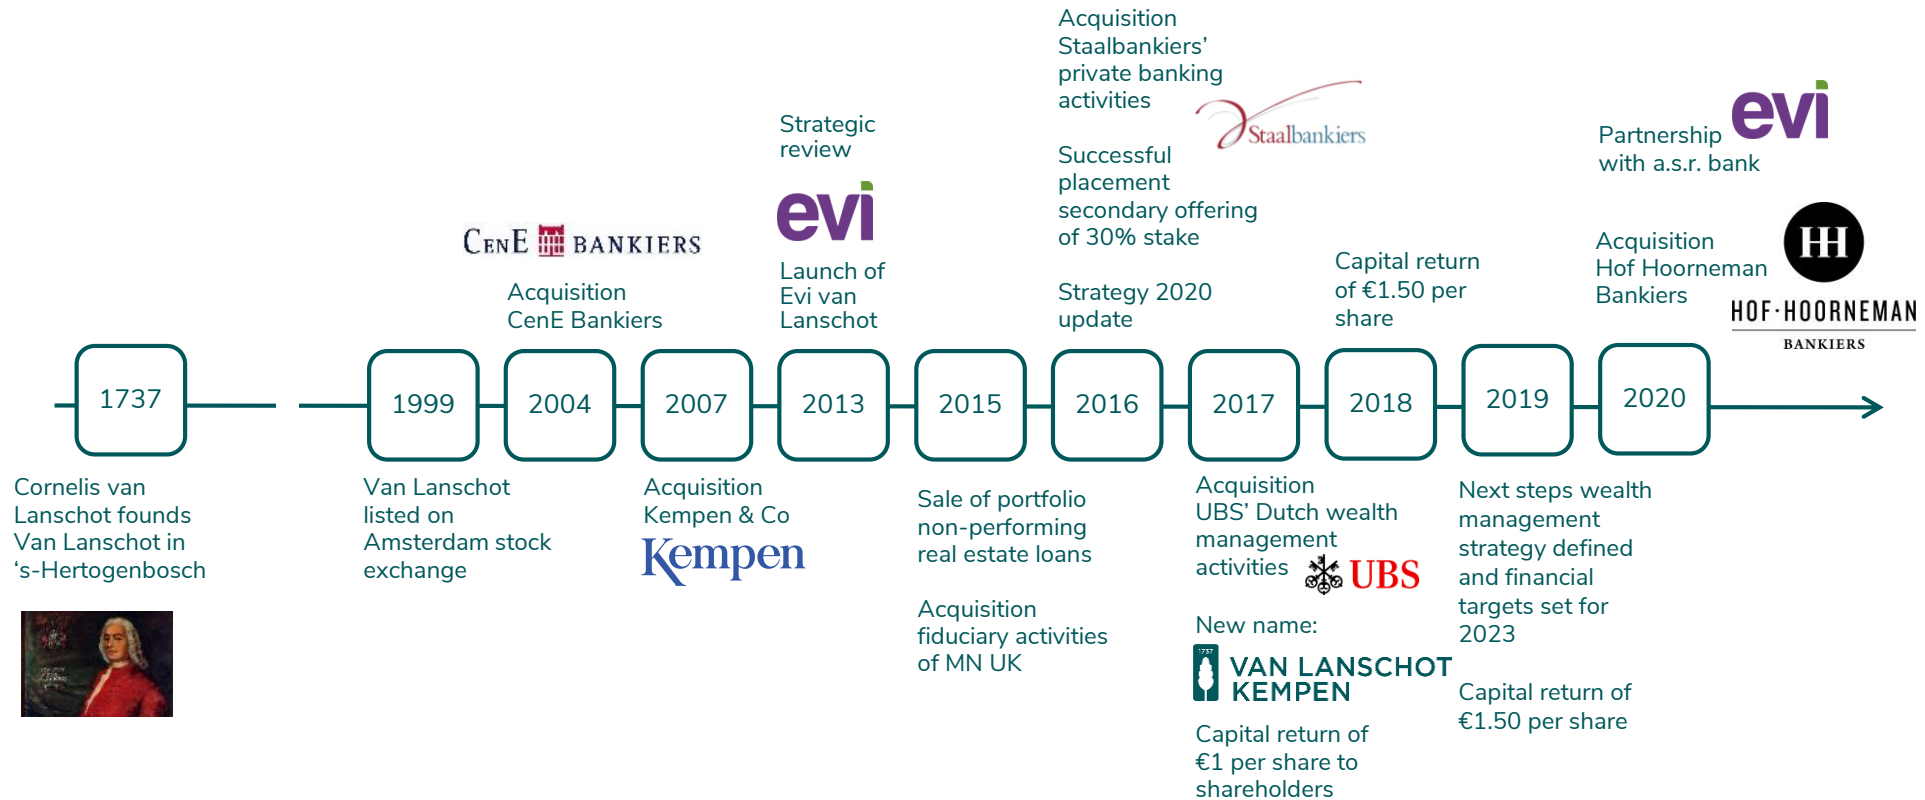 1737
Cornelis van
Lanschot founds
Van Lanschot in
‘s-Hertogenbosch
1999
Van Lanschot
listed on
Amsterdam stock
exchange
CENE BANKIERS
Acquisition
CenE Bankiers
2004
2007
Acquisition
Kempen & Co
Kempen
Strategic
review
evi
Launch of
Evi van
Lanschot
2013
2015
Sale of portfolio
non-performing
real estate loans
Acquisition
fiduciary activities
of MN UK
Acquisition
Staalbankiers’
private banking
activities
Staalbankiers
Successful
placement
secondary offering
of 30% stake
Strategy 2020
update
2016
2017
Acquisition
UBS’ Dutch wealth
management
activities
UBS
New name:
1737
VAN LANSCHOT
KEMPEN
Capital return of
€1 per share to
shareholders
Capital return
of €1.50 per
share
2018
2019
Next steps wealth
management
strategy defined
and financial
targets set for
2023
Capital return of
€1.50 per share
evi
Partnership
with a.s.r. bank
Acquisition
Hof Hoorneman
Bankiers
HH
HOF·HOORNEMAN
BANKIERS
2020